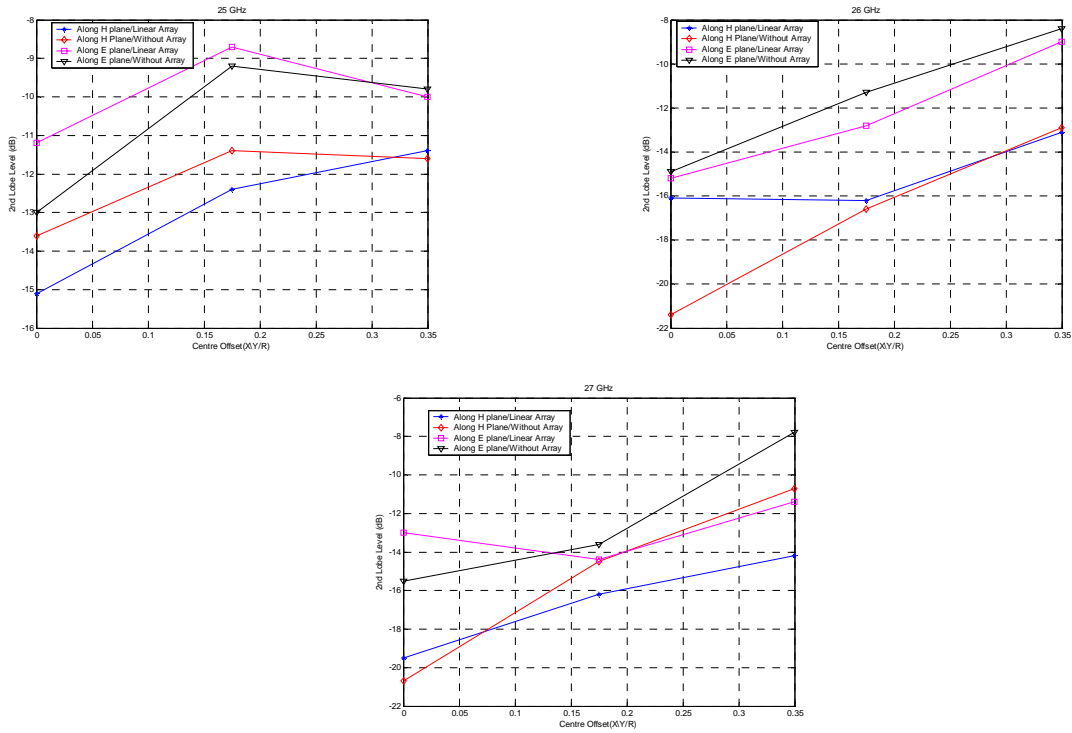 25 GHz
Along H plane/Linear Array
Along H Plane/Without Array
Along E plane/Linear Array
Along E plane/Without Array
-8
-9
-10
-11
-12
-13
-14
-15
-16
2nd Lobe Level (dB)
0 0.05 0.1 0.15 0.2 0.25 0.3 0.35
Centre Offset(X\Y/R)
26 GHz
Along H plane/Linear Array
Along H Plane/Without Array
Along E plane/Linear Array
Along E plane/Without Array
-8
-10
-12
-14
-16
-18
-20
-22
2nd Lobe Level (dB)
0 0.05 0.1 0.15 0.2 0.25 0.3 0.35
Centre Offset(X\Y/R)
27 GHz
Along H plane/Linear Array
Along H Plane/Without Array
Along E plane/Linear Array
Along E plane/Without Array
-6
-8
-10
-12
-14
-16
-18
-20
-22
2nd Lobe Level (dB)
0 0.05 0.1 0.15 0.2 0.25 0.3 0.35
Centre Offset(X\Y/R)